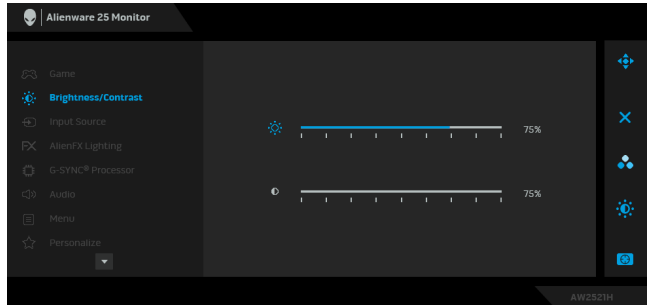 Alienware 25 Monitor
Game
Brightness/Contrast
Input Source
AlienFX Lighting
G-SYNC® Processor
Audio
Menu
Personalize
75%
75%
AW2521H